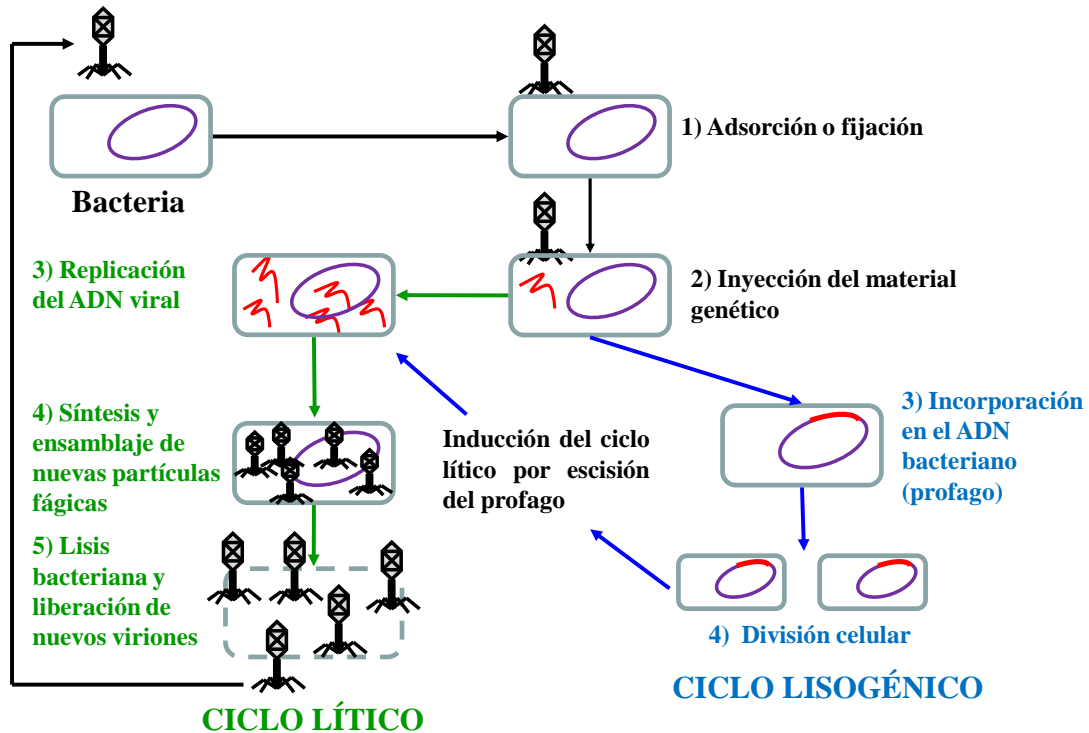 Bacteria
1) Adsorción o fijación
2) Inyección del material
genético
3) Replicación
del ADN viral
4) Síntesis y
ensamblaje de
nuevas partículas
fágicas
5) Lisis
bacteriana y
liberación de
nuevos viriones
CICLO LÍTICO
Inducción del ciclo
lítico por escisión
del profago
3) Incorporación
en el ADN
bacteriano
(profago)
4) División celular
CICLO LISOGÉNICO